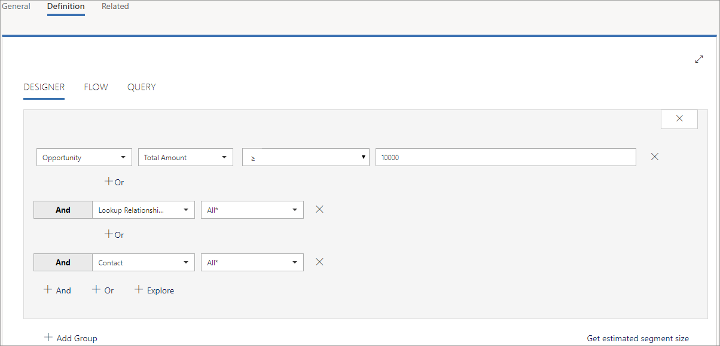 General Definition Related
DESIGNER FLOW QUERY
Opportunity Total Amount ≥ 10000
+ Or
And Lookup Relationshi... All*
+ Or
And Contact All*
+ And + Or + Explore
+ Add Group Get estimated segment size